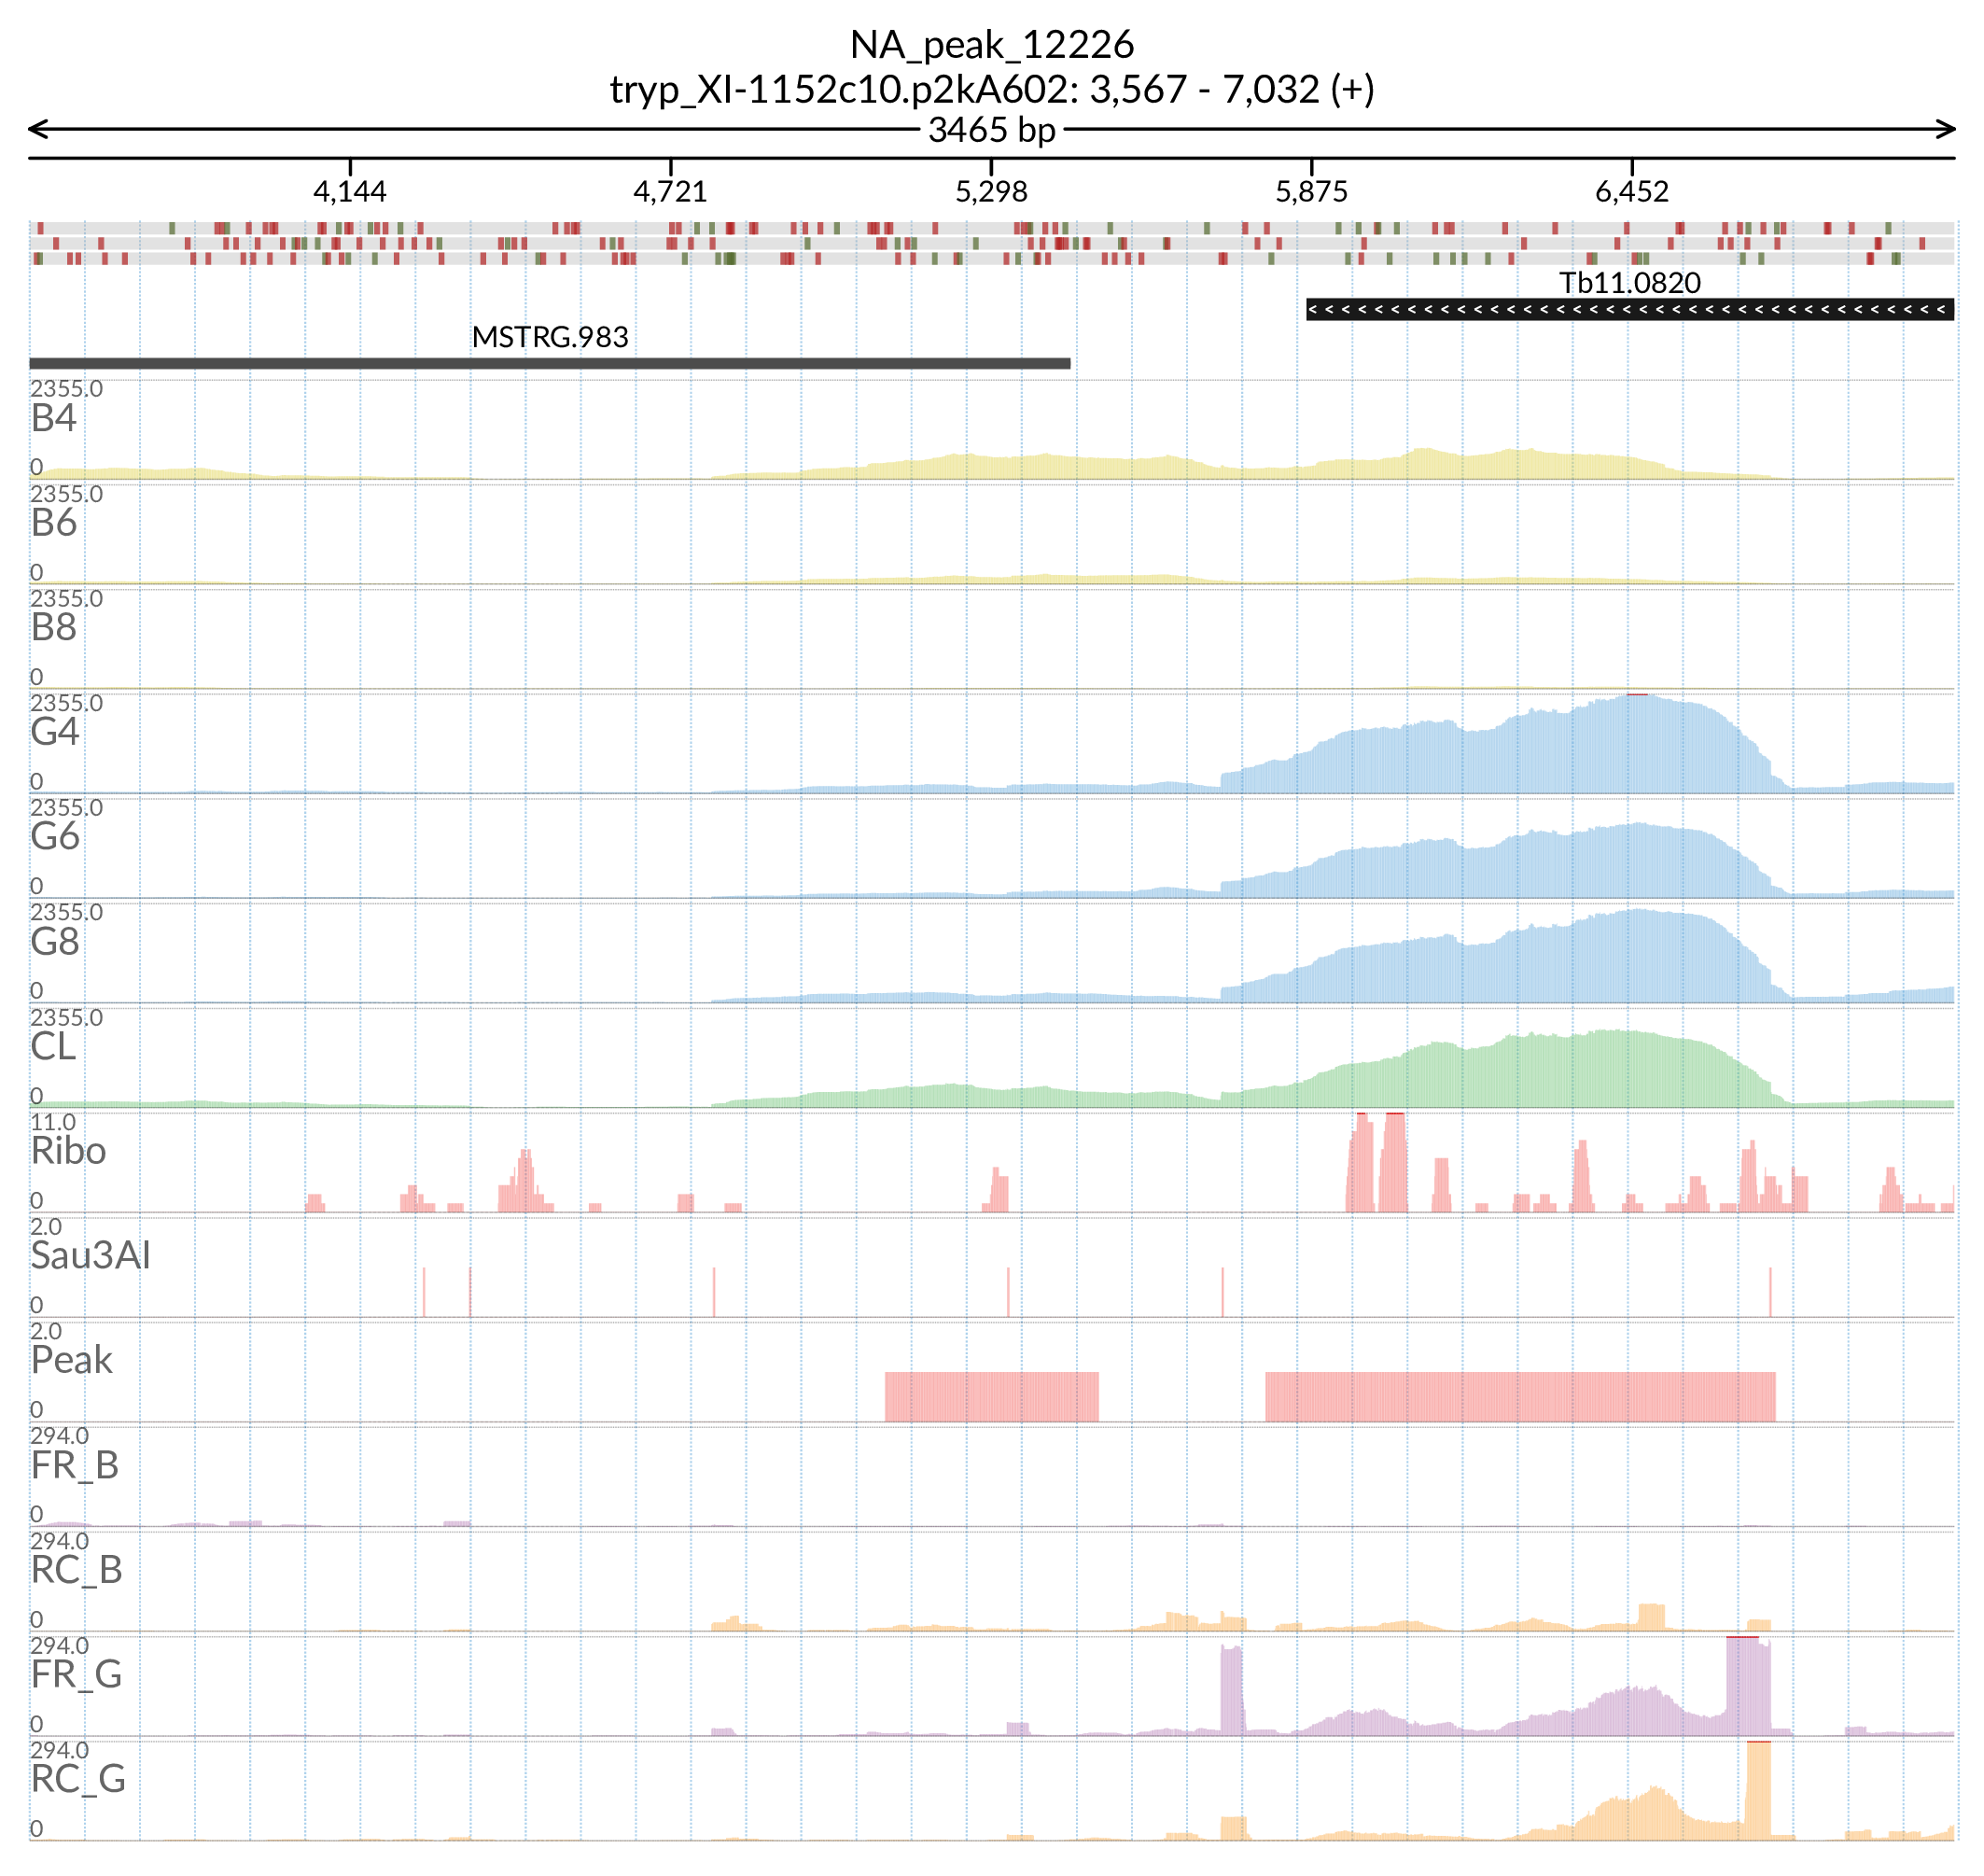 NA_peak_12226
tryp_XI-1152c10.p2kA602: 3,567 - 7,032 (+)
3465 bp
4,144 4,721 5,298 5,875 6,452
Tb11.0820
MSTRG.983
2355.0
B4
0
2355.0
B6
0
2355.0
B8
0
2355.0
G4
0
2355.0
G6
0
2355.0
G8
0
2355.0
CL
0
11.0
Ribo
0
2.0
Sau3AI
0
2.0
Peak
0
294.0
FR_B
0
294.0
RC_B
0
294.0
FR_G
0
294.0
RC_G
0